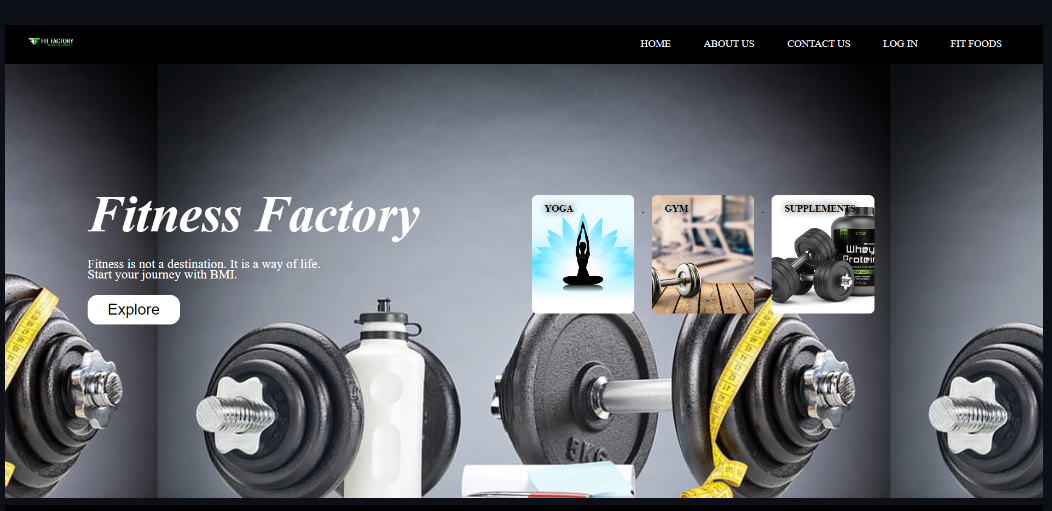 FIT FACTORY
HOME
ABOUT US
CONTACT US
LOG IN
FIT FOODS
Fitness Factory
Fitness is not a destination. It is a way of life.
Start your journey with BMI.
Explore
YOGA
GYM
SUPPLEMENTS
Whey
Protein
6KG